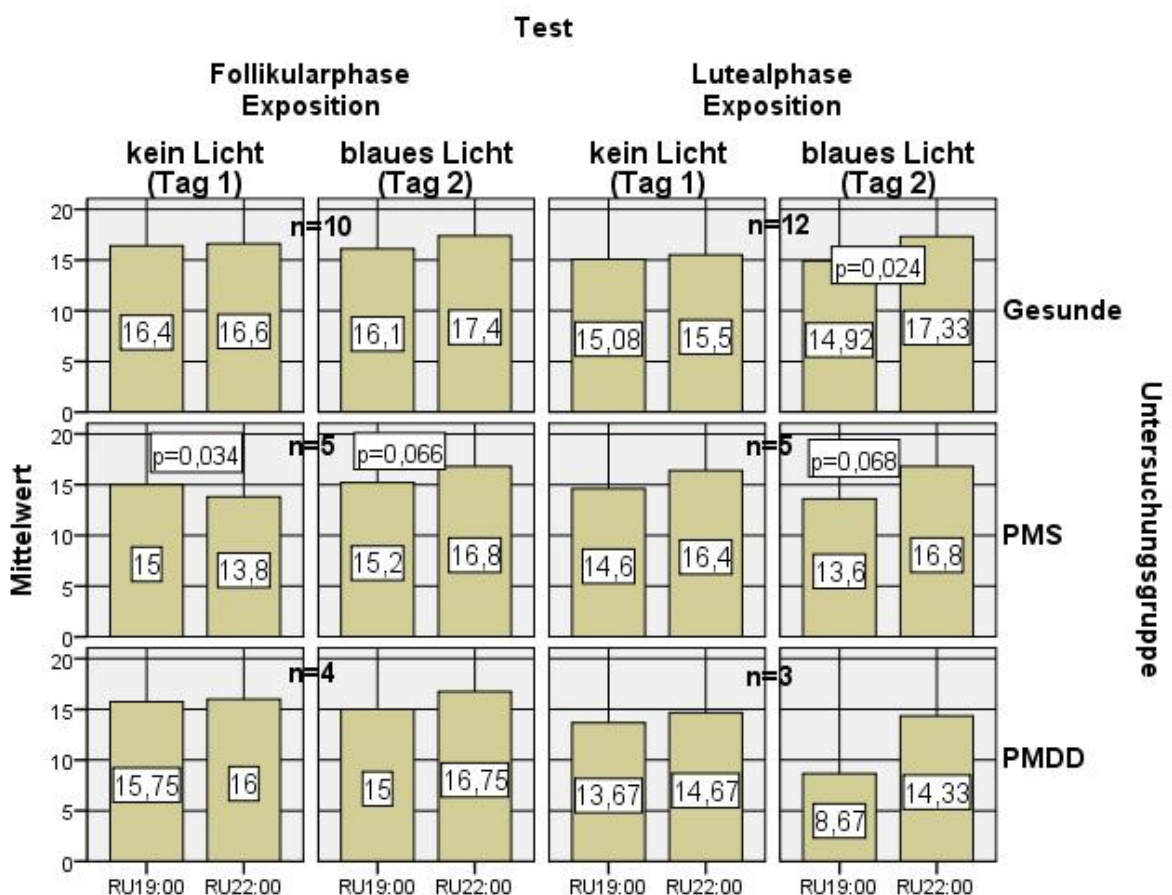 Test
Follikularphase
Exposition
Lutealphase
Exposition
kein Licht
(Tag 1)
blaues Licht
(Tag 2)
kein Licht
(Tag 1)
blaues Licht
(Tag 2)
Mittelwert
Untersuchungsgruppe
20
15
10
5
0
n=10
n=12
p=0,024
16,4
16,6
16,1
17,4
15,08
15,5
14,92
17,33
Gesunde
20
15
10
5
0
p=0,034
n=5
p=0,066
n=5
p=0,068
15
13,8
15,2
16,8
14,6
16,4
13,6
16,8
PMS
20
15
10
5
0
n=4
n=3
15,75
16
15
16,75
13,67
14,67
8,67
14,33
PMDD
RU19:00 RU22:00 RU19:00 RU22:00 RU19:00 RU22:00 RU19:00 RU22:00